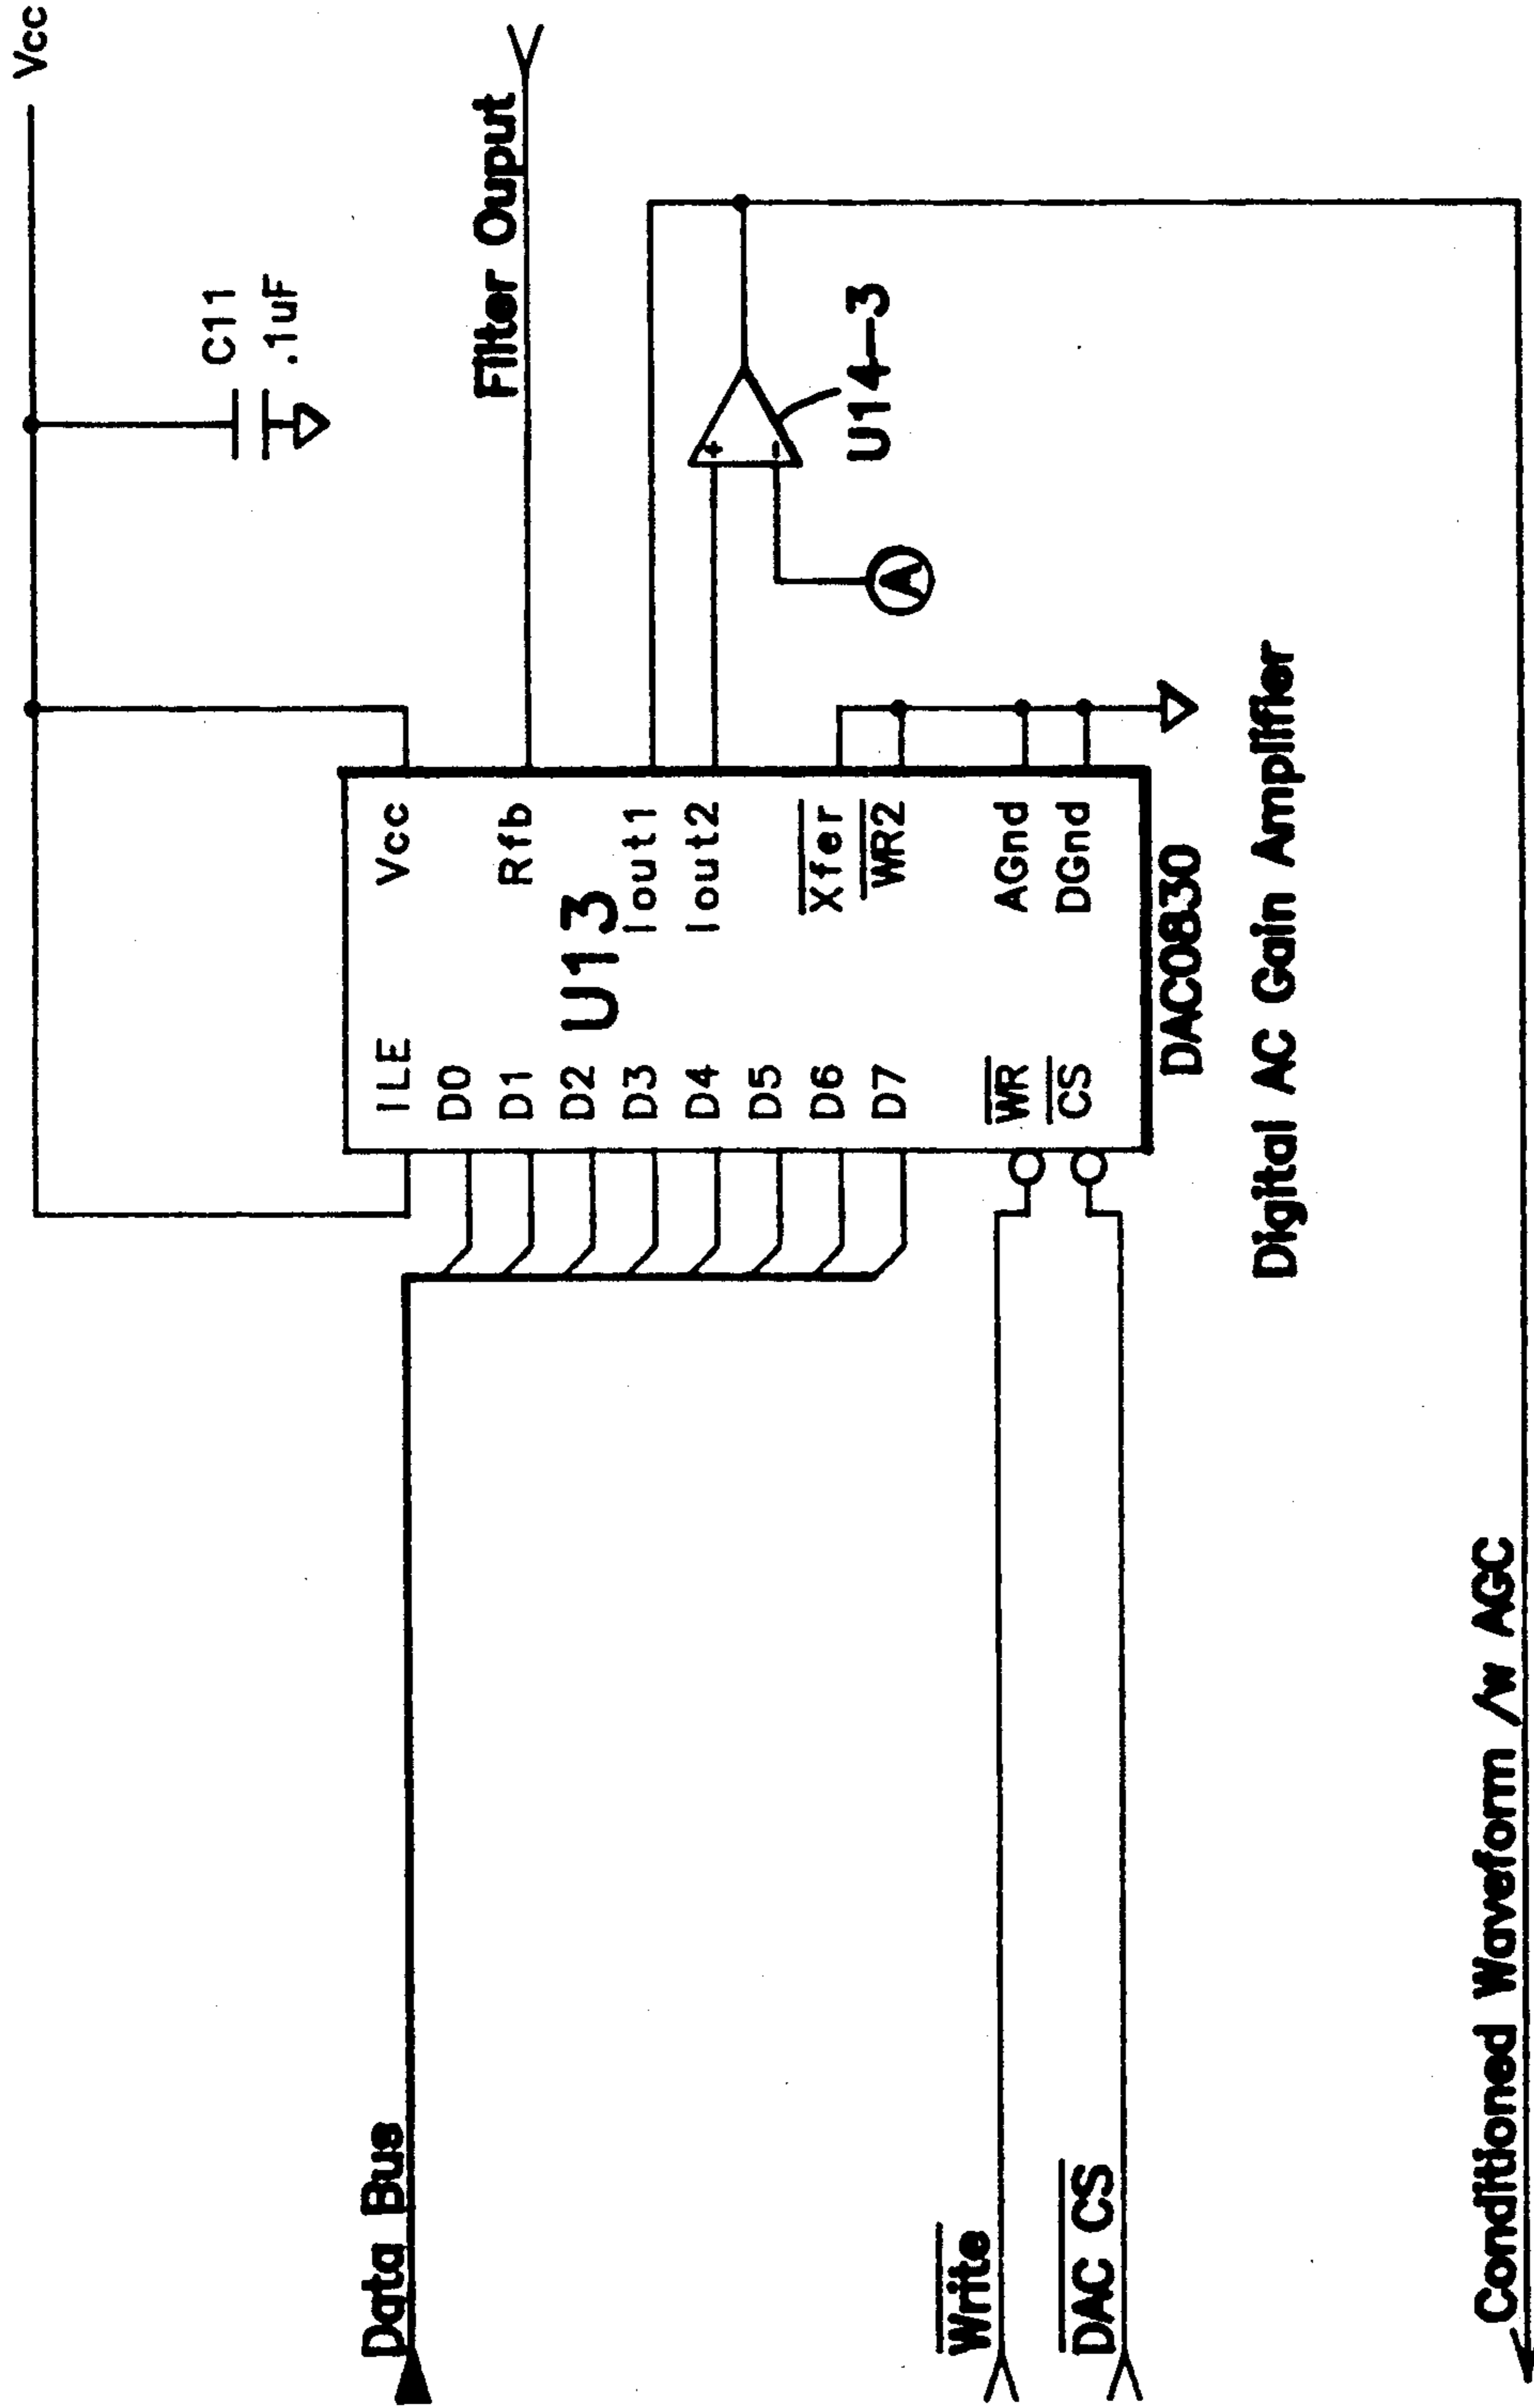 Vcc
C11
.1uF
Filter Ouput
Data Bus
ILE
Vcc
D0
D1
Rfb
D2
U13
D3
Iout1
D4
Iout2
D5
D6
Xfer
D7
WR2
WR
AGnd
CS
DGnd
U14-3
A
Write
DAC CS
DAC0830
Digital AC Gain Amplifier
Conditioned Waveform /w AGC